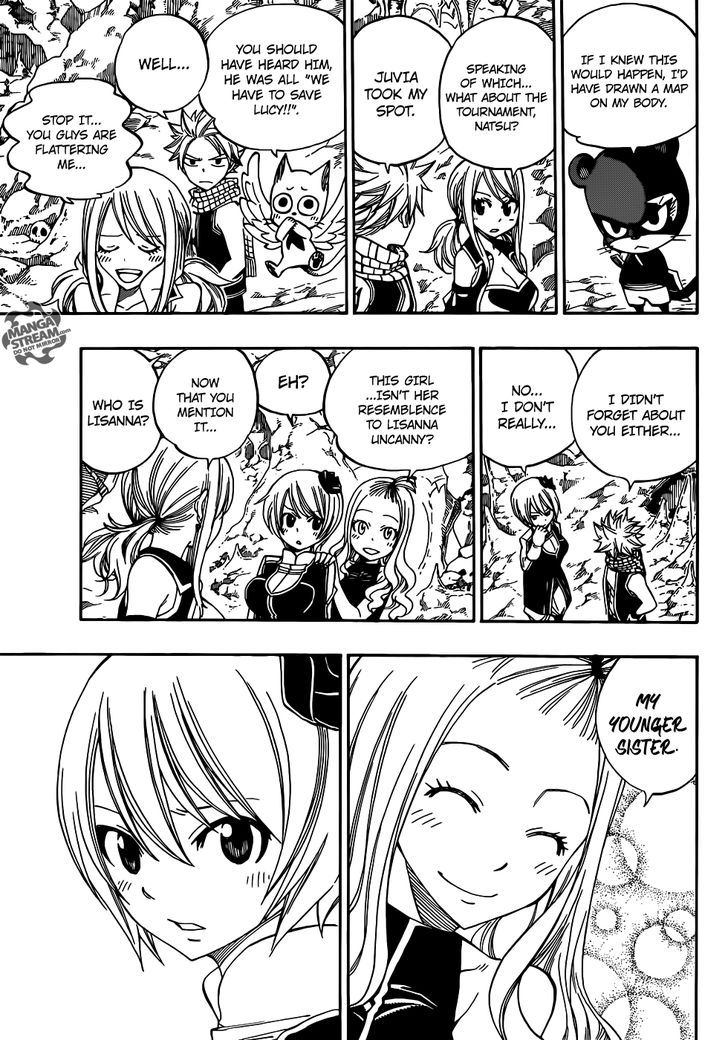 IF I KNEW THIS
WOULD HAPPEN, I'D
HAVE DRAWN A MAP
ON MY BODY.
SPEAKING
OF WHICH...
WHAT ABOUT THE
TOURNAMENT,
NATSU?
JUVIA
TOOK MY
SPOT.
YOU SHOULD
HAVE HEARD HIM,
HE WAS ALL "WE
HAVE TO SAVE
LUCY!!".
WELL...
STOP IT...
YOU GUYS ARE
FLATTERING
ME...
MANGA
STREAM.com
DO NOT MIRROR
I DIDN'T
FORGET ABOUT
YOU EITHER...
NO...
I DON'T
REALLY...
THIS GIRL
...ISN'T HER
RESEMBLENCE
TO LISANNA
UNCANNY?
EH?
NOW
THAT YOU
MENTION
IT...
WHO IS
LISANNA?
MY
YOUNGER
SISTER.